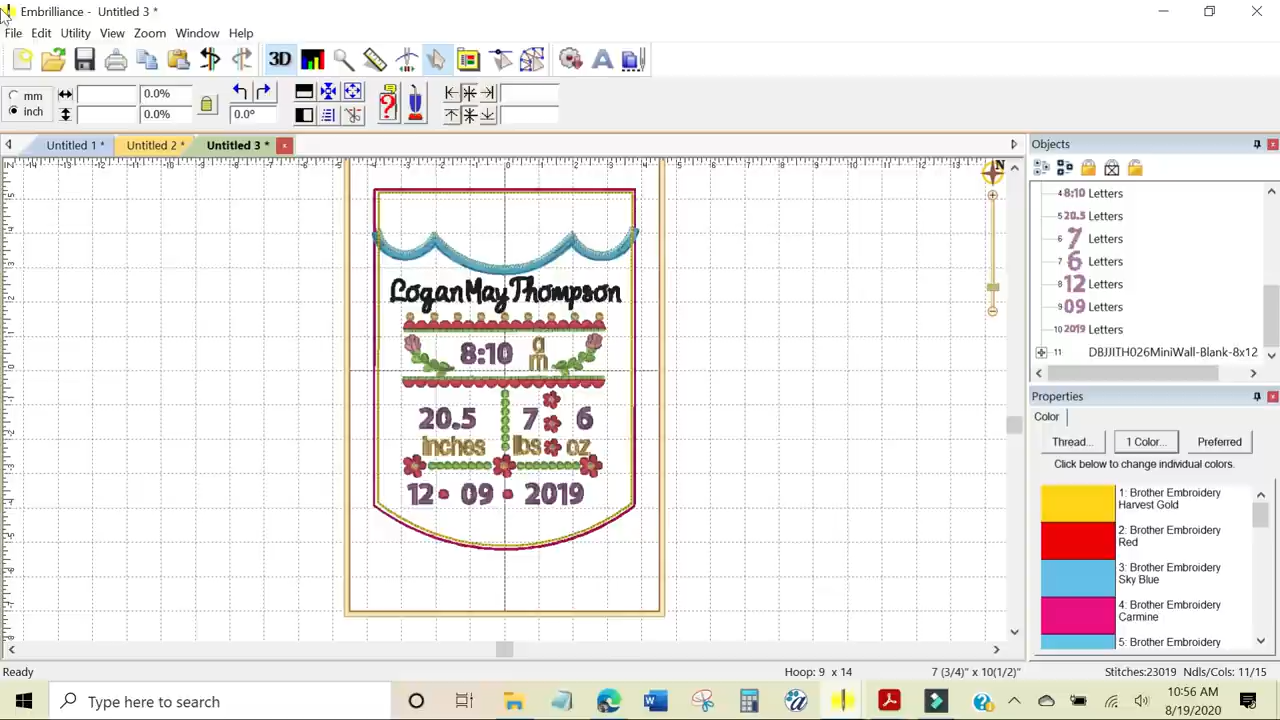 Embrilliance - Untitled 3 *
File Edit Utility View Zoom Window Help
3D
mm 0.0%
inch 0.0% 0.0°
Untitled 1 * Untitled 2 * Untitled 3 *
N
LoganMayThompson
8:10 am
20.5 7 6
inches lbs oz
12 09 2019
Objects
4 8:10 Letters
5 20.5 Letters
6 7 Letters
7 6 Letters
8 12 Letters
9 09 Letters
10 2019 Letters
11 DBJJITH026MiniWall-Blank-8x12
Properties
Color
Thread... 1 Color... Preferred
Click below to change individual colors.
1: Brother Embroidery
Harvest Gold
2: Brother Embroidery
Red
3: Brother Embroidery
Sky Blue
4: Brother Embroidery
Carmine
5: Brother Embroidery
Ready Hoop: 9 x 14 7 (3/4)" x 10(1/2)" Stitches:23019 Ndls/Cols: 11/15
Type here to search
10:56 AM
8/19/2020